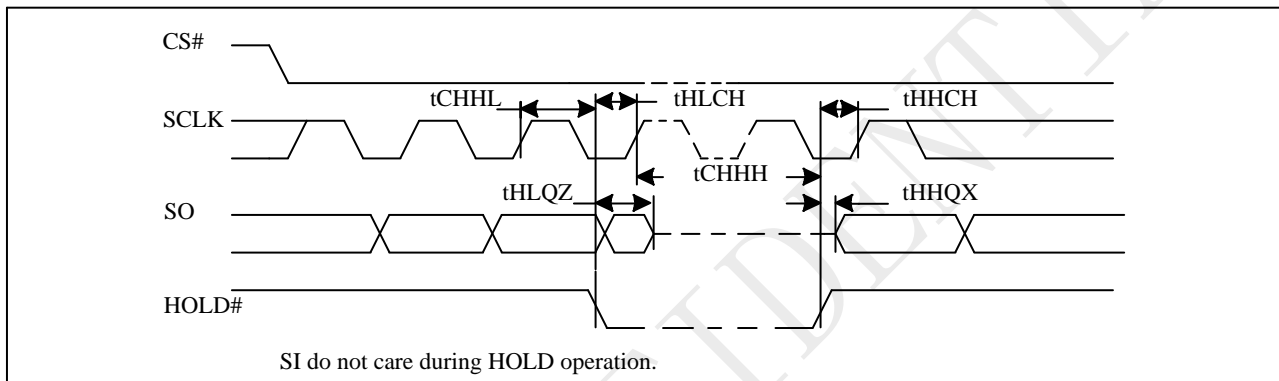 CS#
tCHHL
tHLCH
tHHCH
SCLK
tCHHH
tHLQZ
tHHQX
SO
HOLD#
SI do not care during HOLD operation.